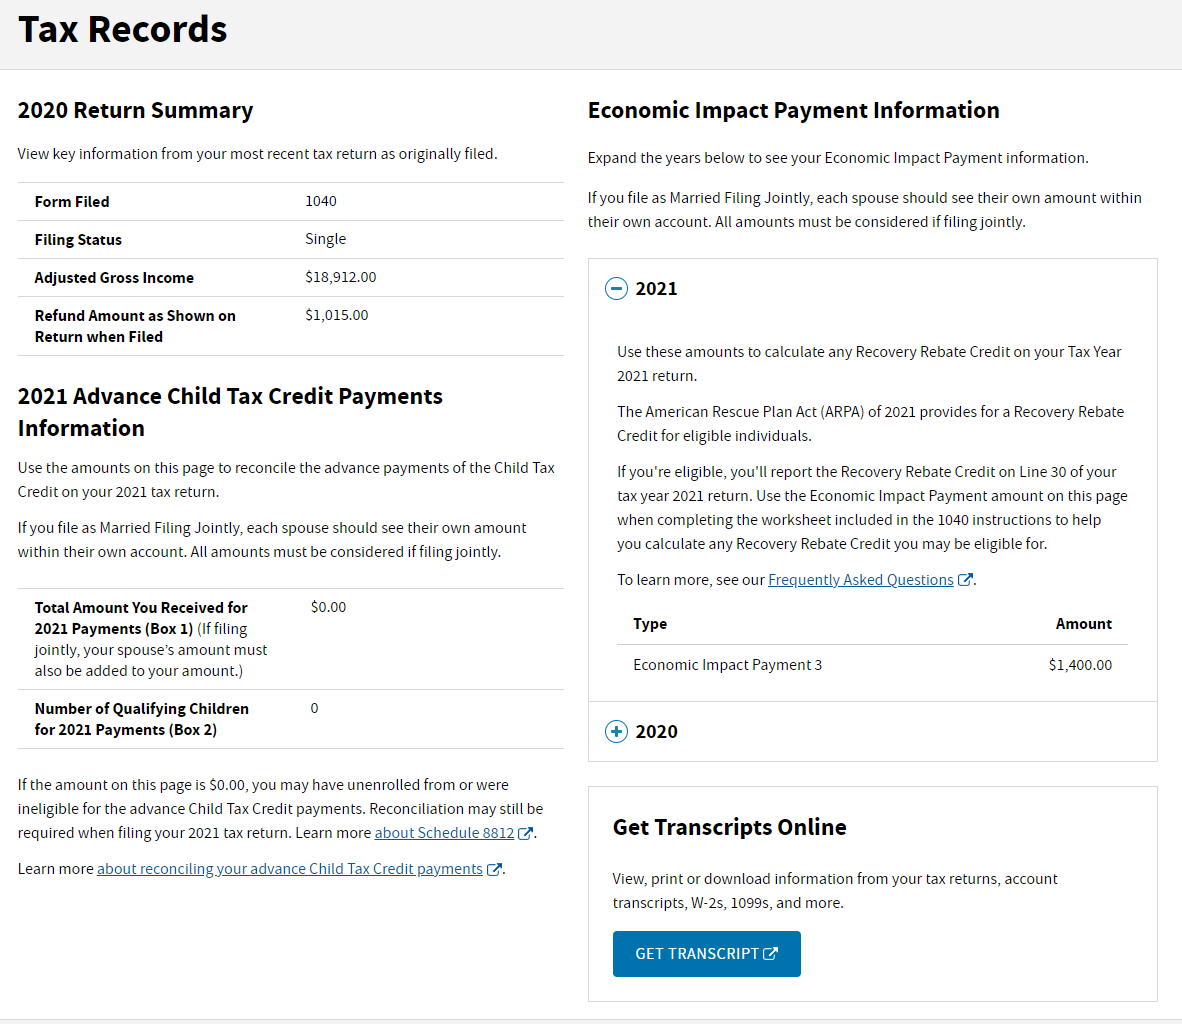 Tax Records
2020 Return Summary
View key information from your most recent tax return as originally filed.
Form Filed 1040
Filing Status Single
Adjusted Gross Income $18,912.00
Refund Amount as Shown on $1,015.00
Return when Filed
2021 Advance Child Tax Credit Payments
Information
Use the amounts on this page to reconcile the advance payments of the Child Tax
Credit on your 2021 tax return.
If you file as Married Filing Jointly, each spouse should see their own amount
within their own account. All amounts must be considered if filing jointly.
Total Amount You Received for $0.00
2021 Payments (Box 1) (If filing
jointly, your spouse’s amount must
also be added to your amount.)
Number of Qualifying Children 0
for 2021 Payments (Box 2)
If the amount on this page is $0.00, you may have unenrolled from or were
ineligible for the advance Child Tax Credit payments. Reconciliation may still be
required when filing your 2021 tax return. Learn more about Schedule 8812.
Learn more about reconciling your advance Child Tax Credit payments.
Economic Impact Payment Information
Expand the years below to see your Economic Impact Payment information.
If you file as Married Filing Jointly, each spouse should see their own amount within
their own account. All amounts must be considered if filing jointly.
2021
Use these amounts to calculate any Recovery Rebate Credit on your Tax Year
2021 return.
The American Rescue Plan Act (ARPA) of 2021 provides for a Recovery Rebate
Credit for eligible individuals.
If you're eligible, you'll report the Recovery Rebate Credit on Line 30 of your
tax year 2021 return. Use the Economic Impact Payment amount on this page
when completing the worksheet included in the 1040 instructions to help
you calculate any Recovery Rebate Credit you may be eligible for.
To learn more, see our Frequently Asked Questions.
Type Amount
Economic Impact Payment 3 $1,400.00
2020
Get Transcripts Online
View, print or download information from your tax returns, account
transcripts, W-2s, 1099s, and more.
GET TRANSCRIPT